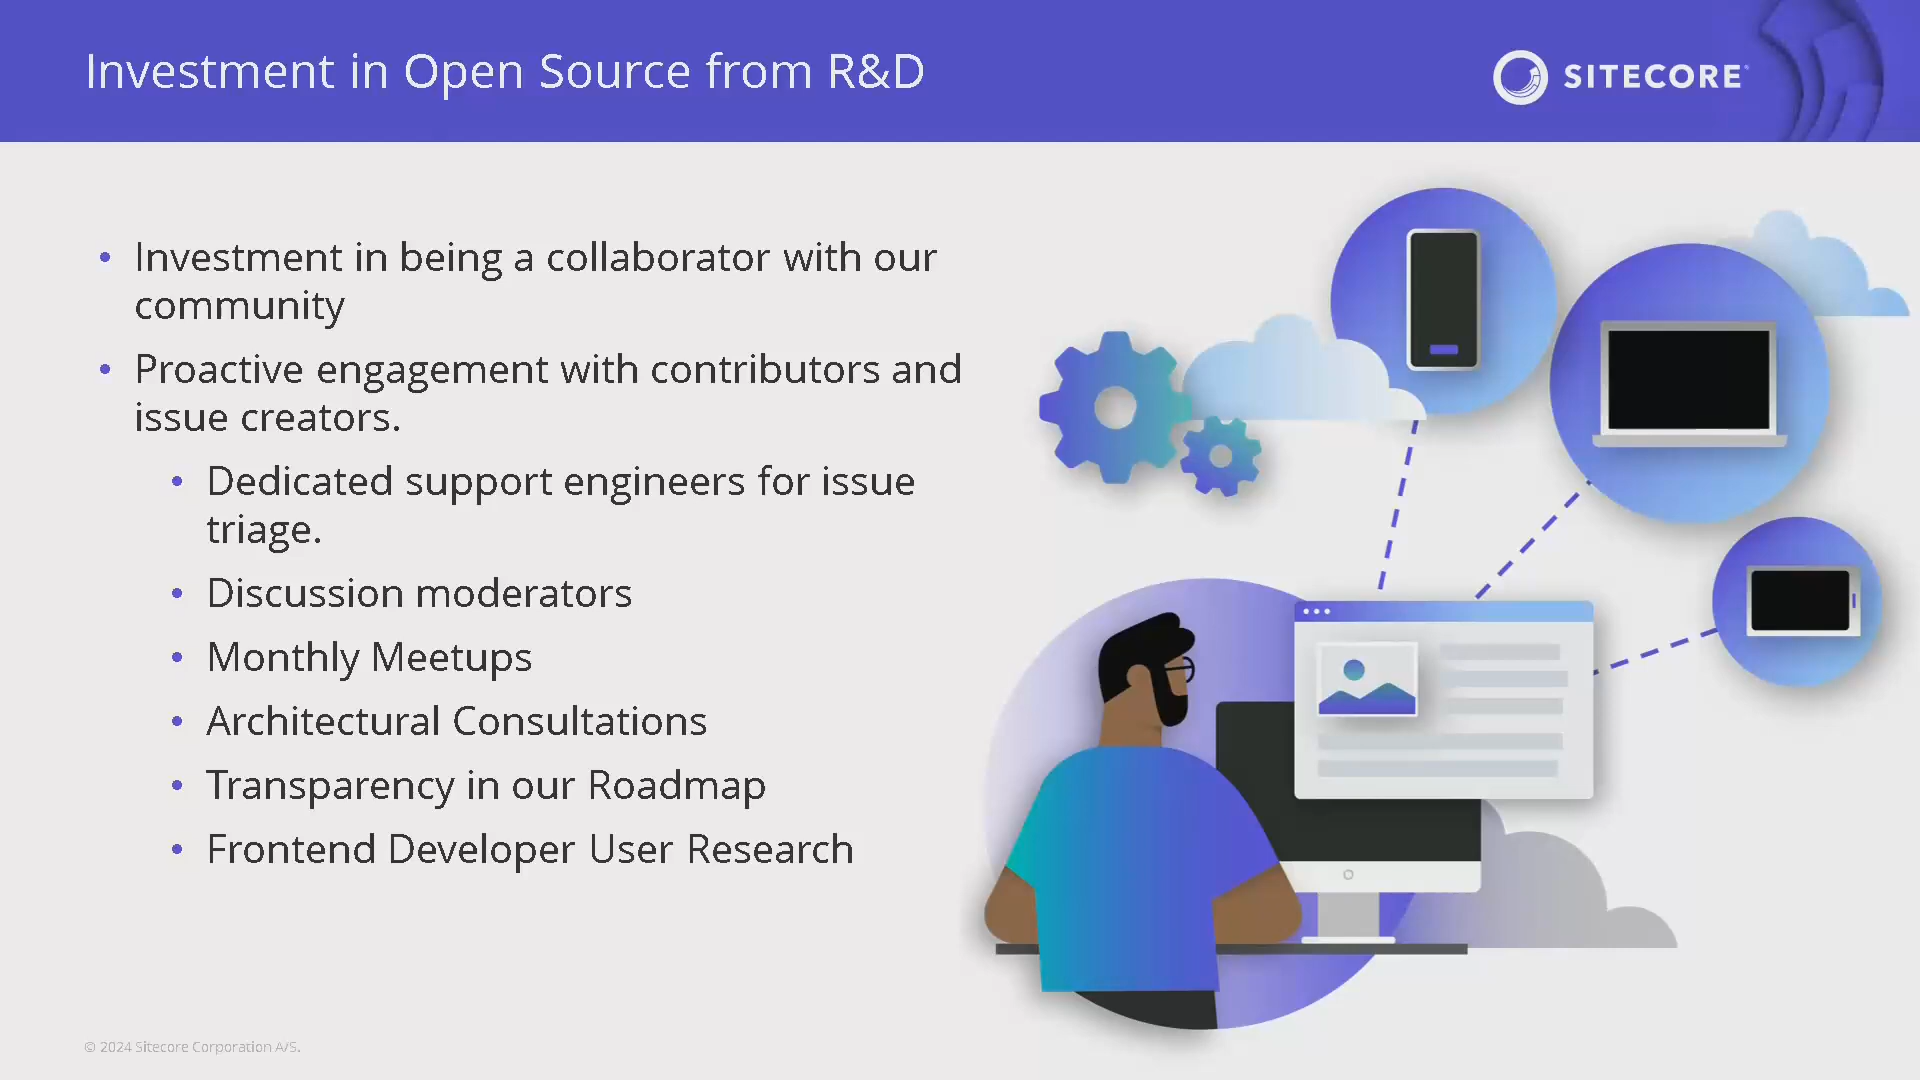 Investment in Open Source from R&D
SITECORE
• Investment in being a collaborator with our
community
• Proactive engagement with contributors and
issue creators.
• Dedicated support engineers for issue
triage.
• Discussion moderators
• Monthly Meetups
• Architectural Consultations
• Transparency in our Roadmap
• Frontend Developer User Research
© 2024 Sitecore Corporation A/S.